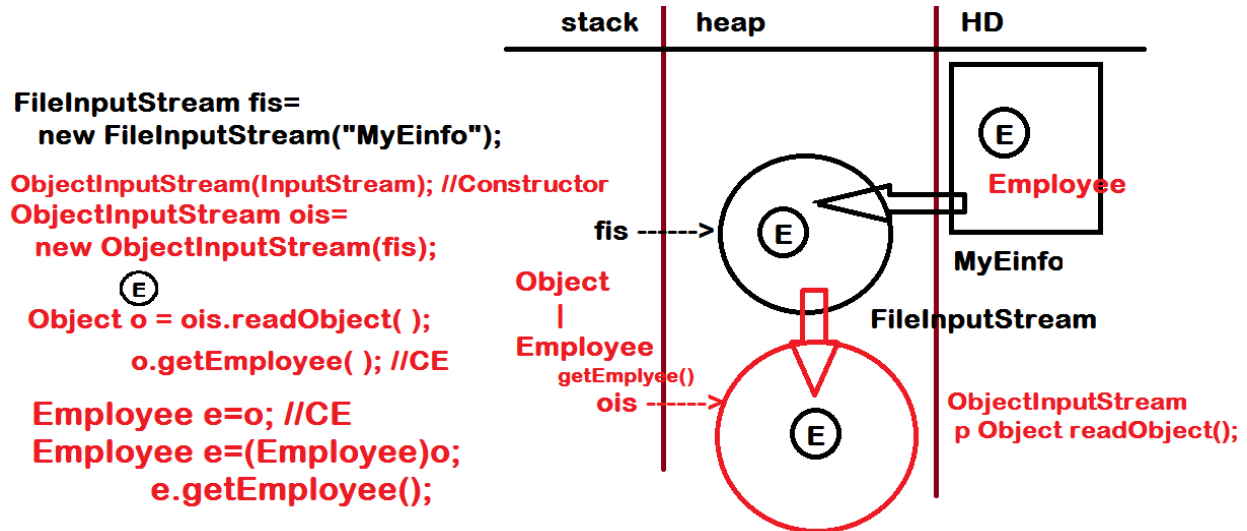 stack heap HD
FileInputStream fis=
new FileInputStream("MyEinfo");
ObjectInputStream(InputStream); //Constructor
ObjectInputStream ois=
new ObjectInputStream(fis);
E
Object o = ois.readObject( );
o.getEmployee( ); //CE
Employee e=o; //CE
Employee e=(Employee)o;
e.getEmployee();
E
Employee
MyEinfo
fis ------>
E
FileInputStream
Object
|
Employee
getEmplyee()
ois ------>
E
ObjectInputStream
p Object readObject();